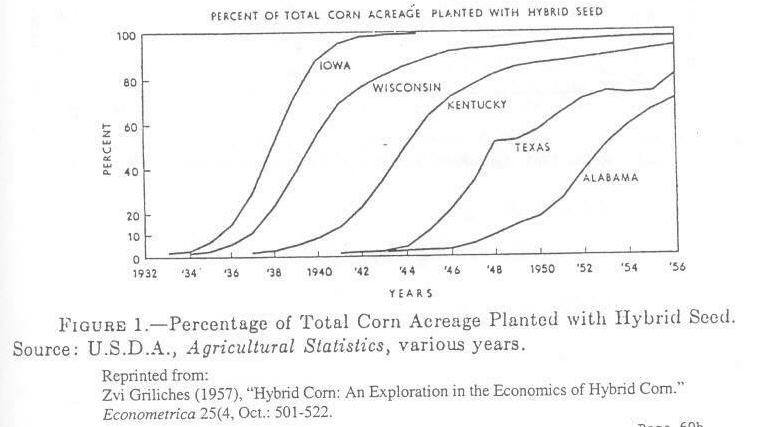 PERCENT OF TOTAL CORN ACREAGE PLANTED WITH HYBRID SEED
100
80
60
40
20
10
0
PERCENT
IOWA
WISCONSIN
KENTUCKY
TEXAS
ALABAMA
1932 '34 '36 '38 1940 '42 '44 '46 '48 1950 '52 '54 '56
YEARS
FIGURE 1.—Percentage of Total Corn Acreage Planted with Hybrid Seed.
Source: U.S.D.A., Agricultural Statistics, various years.
Reprinted from:
Zvi Griliches (1957), "Hybrid Corn: An Exploration in the Economics of Hybrid Corn."
Econometrica 25(4, Oct.: 501-522.